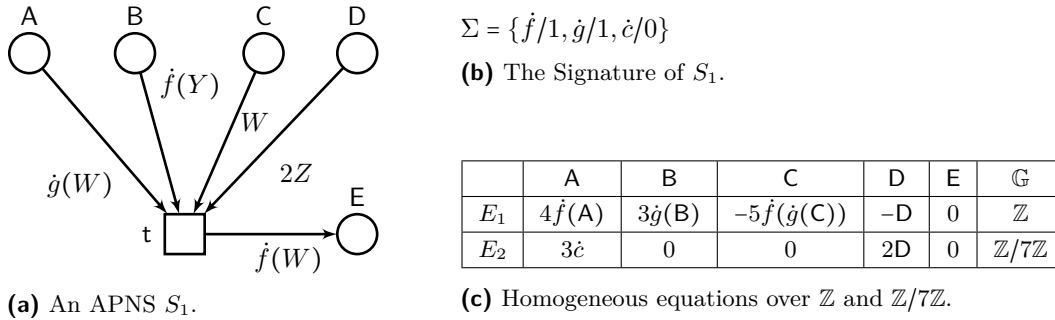 A B C D
ḟ(Y)
W
2Z
ġ(W)
E
t
ḟ(W)
(a) An APNS S₁.
Σ = {ḟ/1, ġ/1, ċ/0}
(b) The Signature of S₁.
A B C D E 𝔾
E₁ 4ḟ(A) 3ġ(B) −5ḟ(ġ(C)) −D 0 ℤ
E₂ 3ċ 0 0 2D 0 ℤ/7ℤ
(c) Homogeneous equations over ℤ and ℤ/7ℤ.